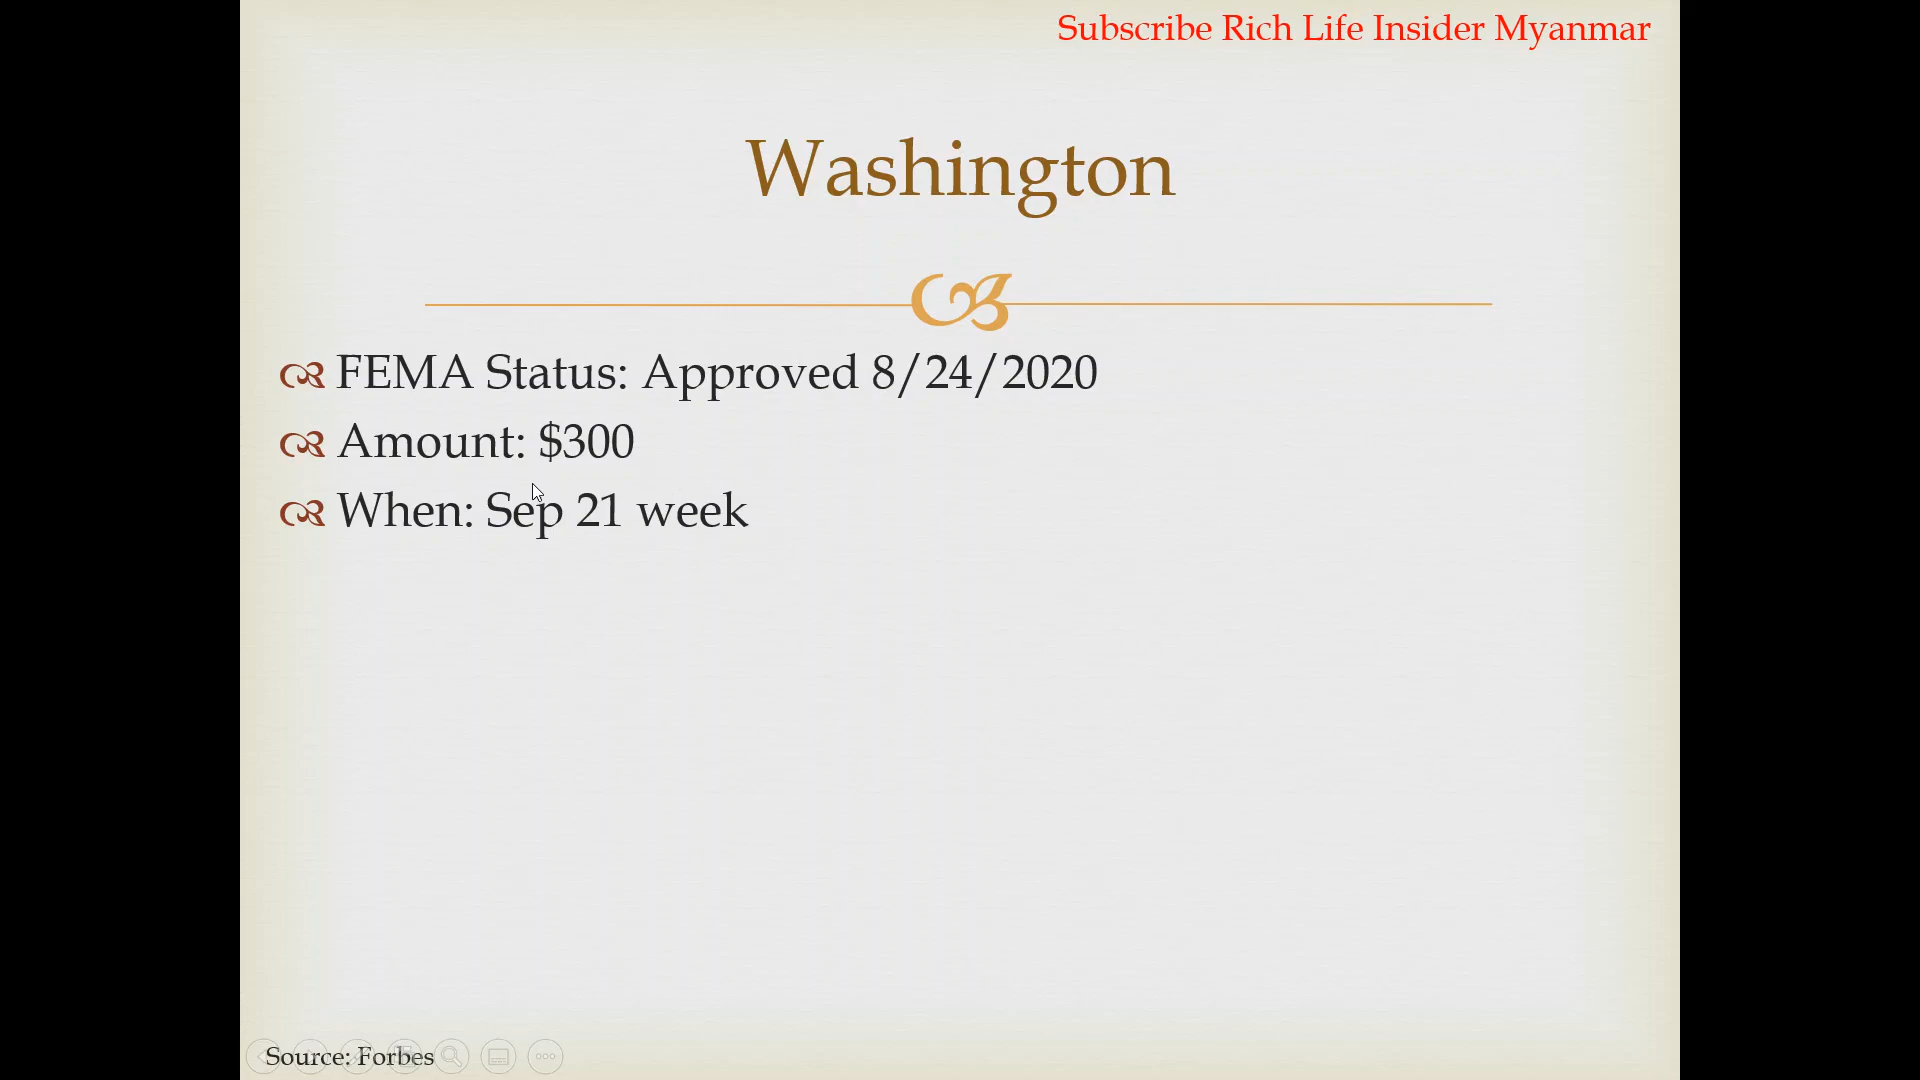 Subscribe Rich Life Insider Myanmar
Washington
FEMA Status: Approved 8/24/2020
Amount: $300
When: Sep 21 week
Source: Forbes